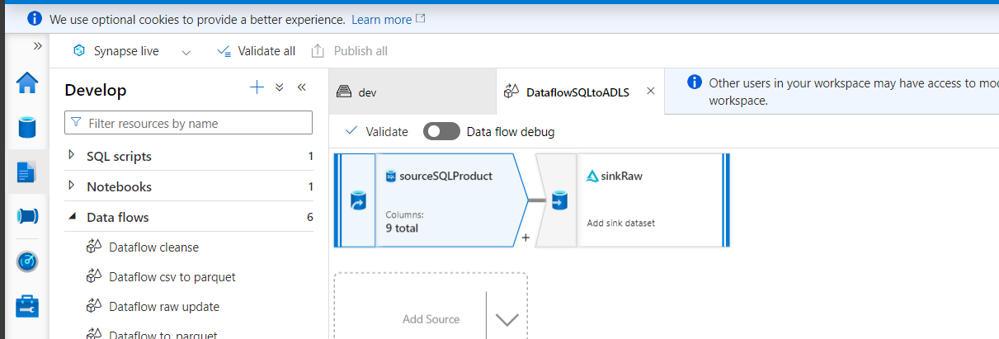 We use optional cookies to provide a better experience. Learn more
Synapse live
Validate all
Publish all
Develop
Filter resources by name
SQL scripts 1
Notebooks 1
Data flows 6
Dataflow cleanse
Dataflow csv to parquet
Dataflow raw update
Dataflow to parquet
dev
DataflowSQLtoADLS
Other users in your workspace may have access to
workspace.
Validate
Data flow debug
SQL
sourceSQLProduct
Columns:
9 total
sinkRaw
Add sink dataset
Add Source